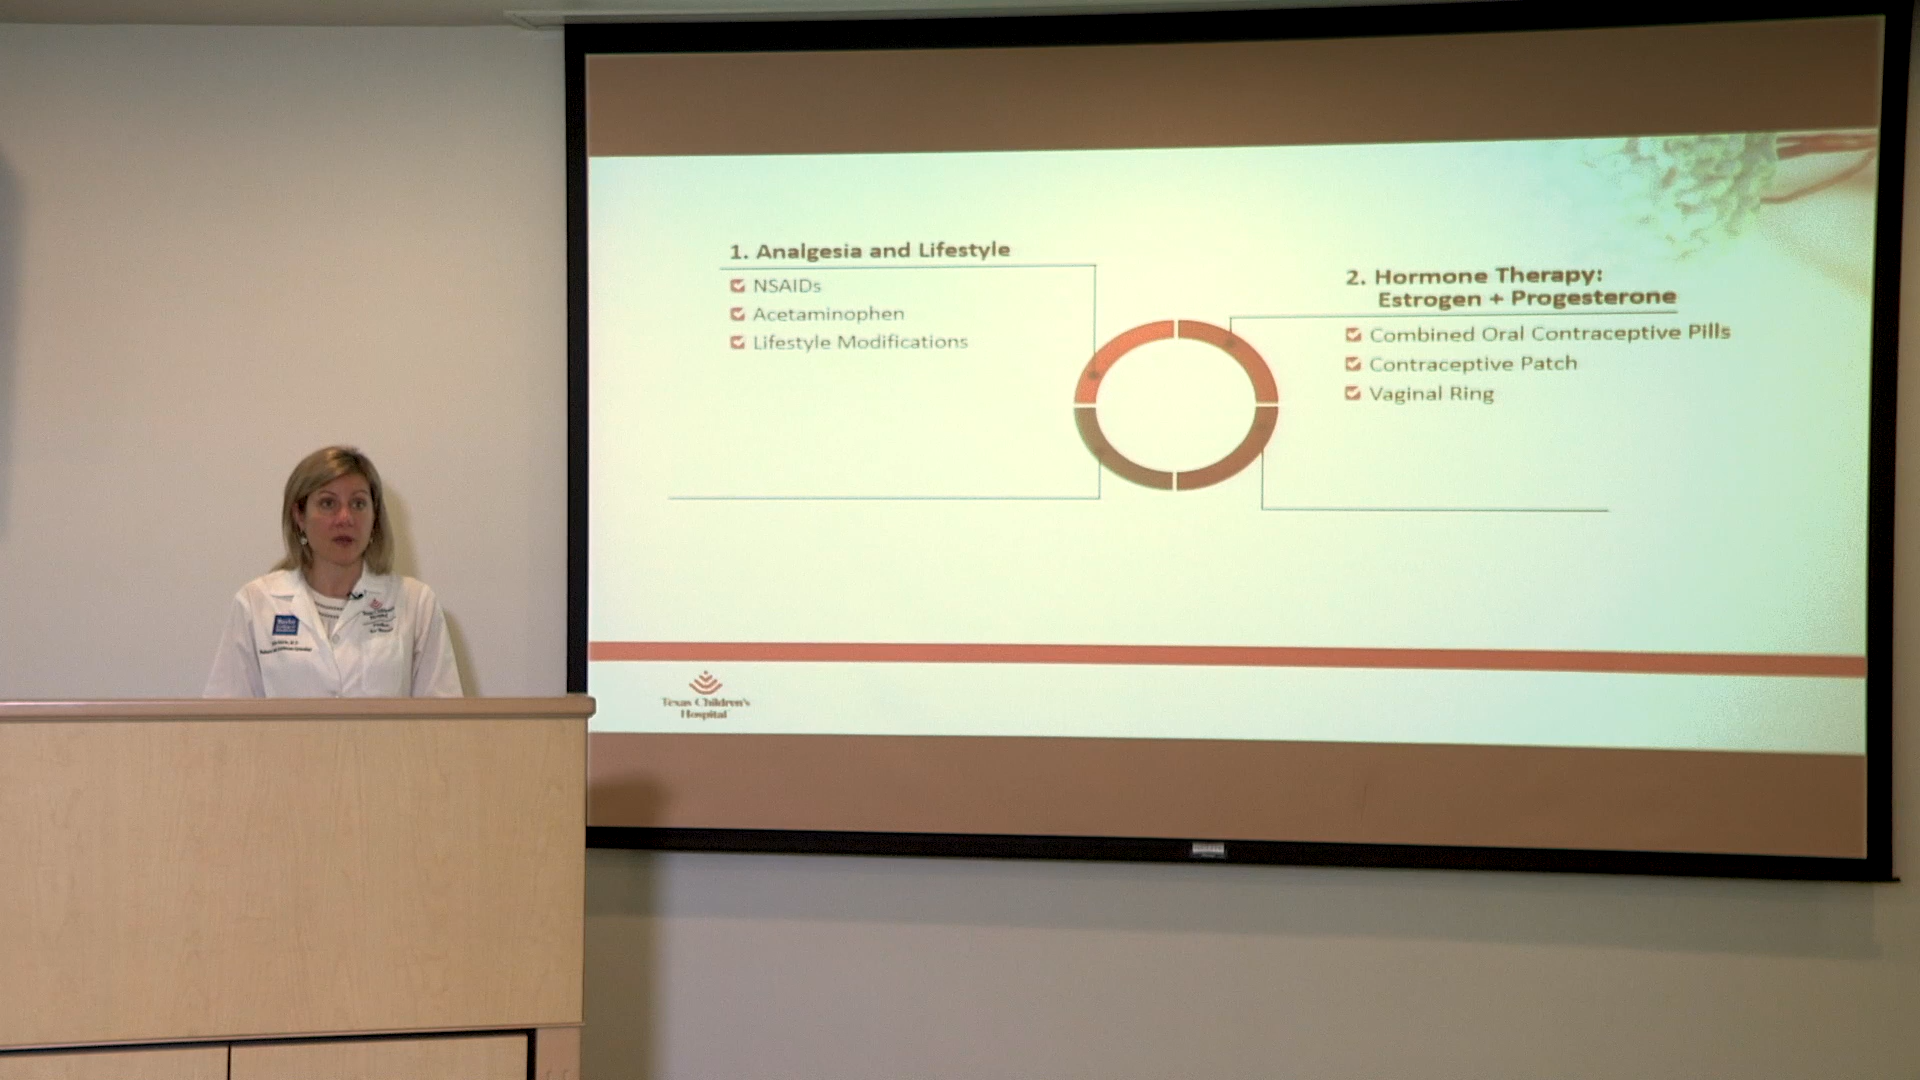 1. Analgesia and Lifestyle
NSAIDs
Acetaminophen
Lifestyle Modifications
2. Hormone Therapy:
Estrogen + Progesterone
Combined Oral Contraceptive Pills
Contraceptive Patch
Vaginal Ring
Texas Children's
Hospital